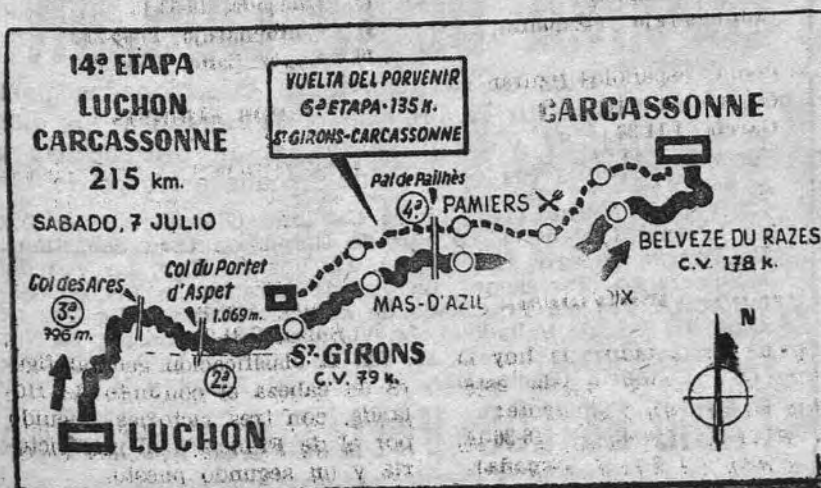 14ª ETAPA
LUCHON
CARCASSONNE
215 km.
SABADO, 7 JULIO
VUELTA DEL PORVENIR
6ª ETAPA-135 K.
Sᵗ GIRONS-CARCASSONNE
CARCASSONNE
Pal de Pailhès
4ª
PAMIERS
BELVEZE DU RAZES
C.V. 178 K.
Col des Ares
3ª
796 m.
Col du Portet
d'Aspet
1.069 m.
2ª
MAS-D'AZIL
Sᵗ-GIRONS
C.V. 79 K.
N
LUCHON